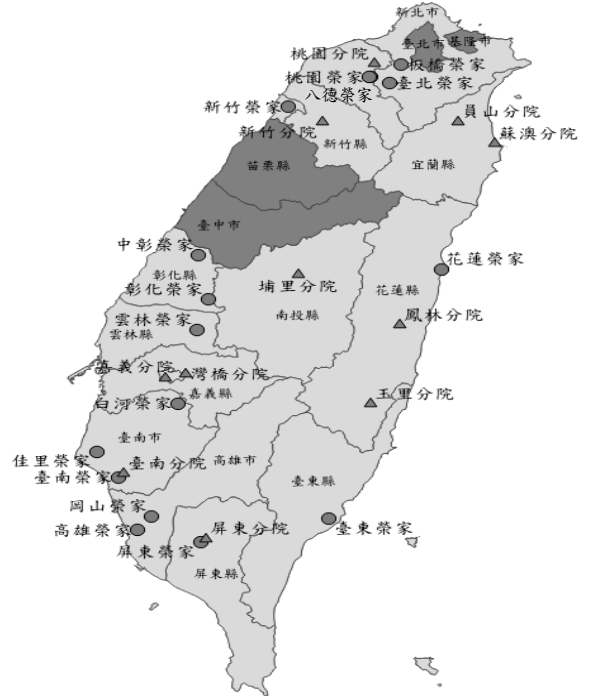 新北市
臺北市
基隆市
桃園分院
板橋榮家
桃園榮家
臺北榮家
八德榮家
新竹榮家
員山分院
新竹分院
蘇澳分院
新竹縣
苗栗縣
宜蘭縣
臺中市
中彰榮家
花蓮榮家
彰化縣
彰化榮家
埔里分院
花蓮縣
雲林榮家
南投縣
鳳林分院
雲林縣
嘉義分院
灣橋分院
嘉義縣
玉里分院
白河榮家
臺南市
佳里榮家
臺南分院
高雄市
臺南榮家
臺東縣
岡山榮家
高雄榮家
屏東分院
臺東榮家
屏東榮家
屏東縣